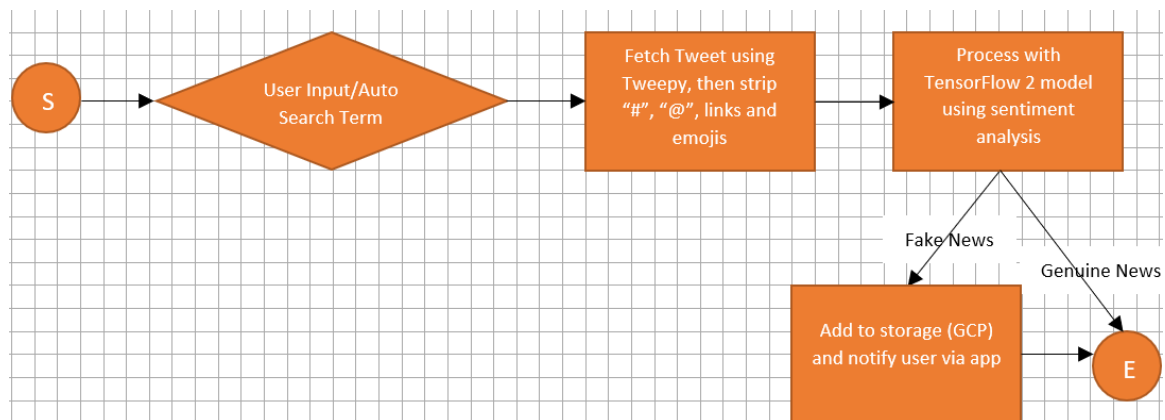 S
User Input/Auto
Search Term
Fetch Tweet using
Tweepy, then strip
“#”, “@”, links and
emojis
Process with
TensorFlow 2 model
using sentiment
analysis
Fake News
Genuine News
Add to storage (GCP)
and notify user via app
E